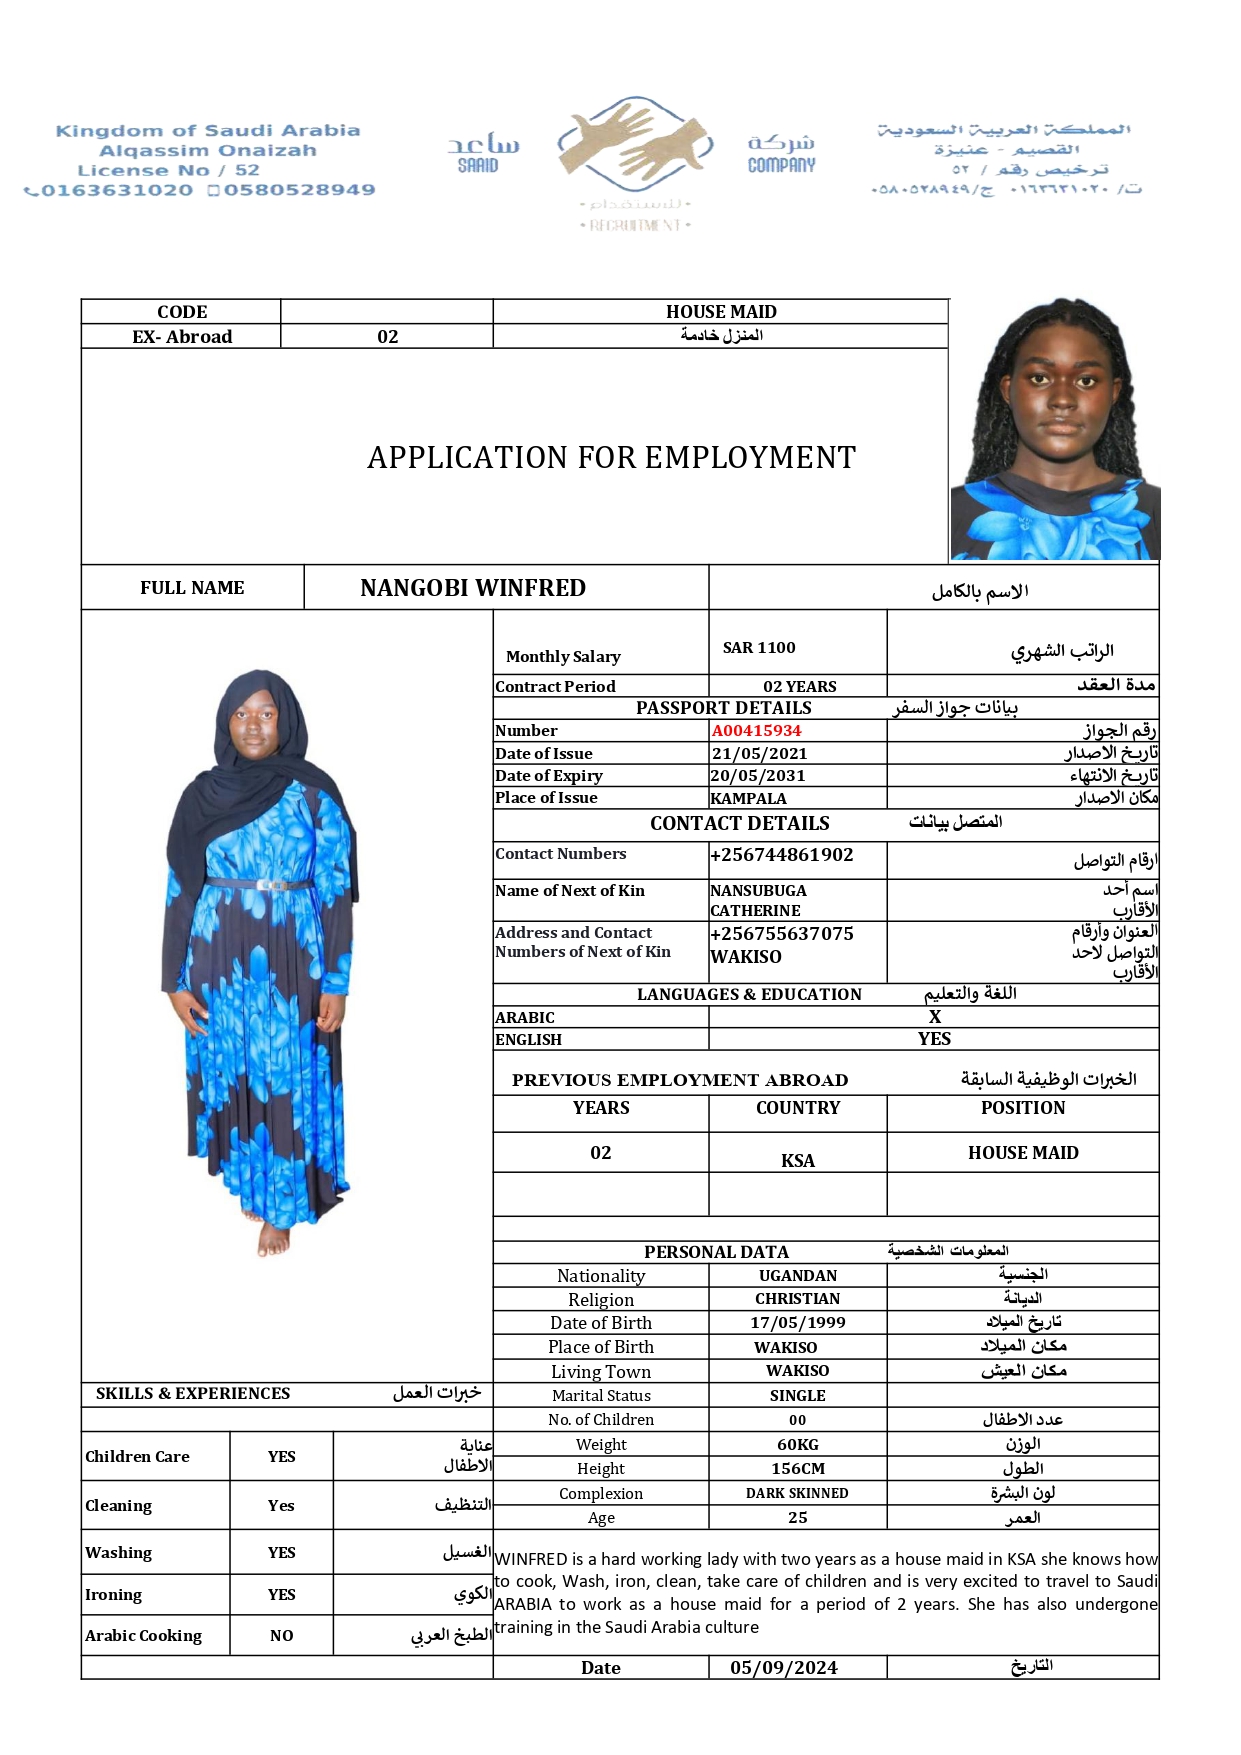 Kingdom of Saudi Arabia
Alqassim Onaizah
License No / 52
0163631020 0580528949
ساعد
SAAID
شركة
COMPANY
• للاستقدام •
• RECRUITMENT •
المملكة العربية السعودية
القصيم - عنيزة
ترخيص رقم / ٥٢
ت/ ٠١٦٣٦٣١٠٢٠ ج/٠٥٨٠٥٢٨٩٤٩
CODE HOUSE MAID
EX- Abroad 02 المنزل خادمة
APPLICATION FOR EMPLOYMENT
FULL NAME NANGOBI WINFRED الاسم بالكامل
Monthly Salary SAR 1100 الراتب الشهري
Contract Period 02 YEARS مدة العقد
PASSPORT DETAILS بيانات جواز السفر
Number A00415934 رقم الجواز
Date of Issue 21/05/2021 تاريخ الاصدار
Date of Expiry 20/05/2031 تاريخ الانتهاء
Place of Issue KAMPALA مكان الاصدار
CONTACT DETAILS المتصل بيانات
Contact Numbers +256744861902 ارقام التواصل
Name of Next of Kin NANSUBUGA CATHERINE اسم أحد الأقارب
Address and Contact Numbers of Next of Kin +256755637075 WAKISO العنوان وأرقام التواصل لاحد الأقارب
LANGUAGES & EDUCATION اللغة والتعليم
ARABIC X
ENGLISH YES
PREVIOUS EMPLOYMENT ABROAD الخبرات الوظيفية السابقة
YEARS COUNTRY POSITION
02 KSA HOUSE MAID
PERSONAL DATA المعلومات الشخصية
Nationality UGANDAN الجنسية
Religion CHRISTIAN الديانة
Date of Birth 17/05/1999 تاريخ الميلاد
Place of Birth WAKISO مكان الميلاد
Living Town WAKISO مكان العيش
Marital Status SINGLE
No. of Children 00 عدد الاطفال
Weight 60KG الوزن
Height 156CM الطول
Complexion DARK SKINNED لون البشرة
Age 25 العمر
SKILLS & EXPERIENCES خبرات العمل
Children Care YES عناية الاطفال
Cleaning Yes التنظيف
Washing YES الغسيل
Ironing YES الكوي
Arabic Cooking NO الطبخ العربي
WINFRED is a hard working lady with two years as a house maid in KSA she knows how
to cook, Wash, iron, clean, take care of children and is very excited to travel to Saudi
ARABIA to work as a house maid for a period of 2 years. She has also undergone
training in the Saudi Arabia culture
Date 05/09/2024 التاريخ